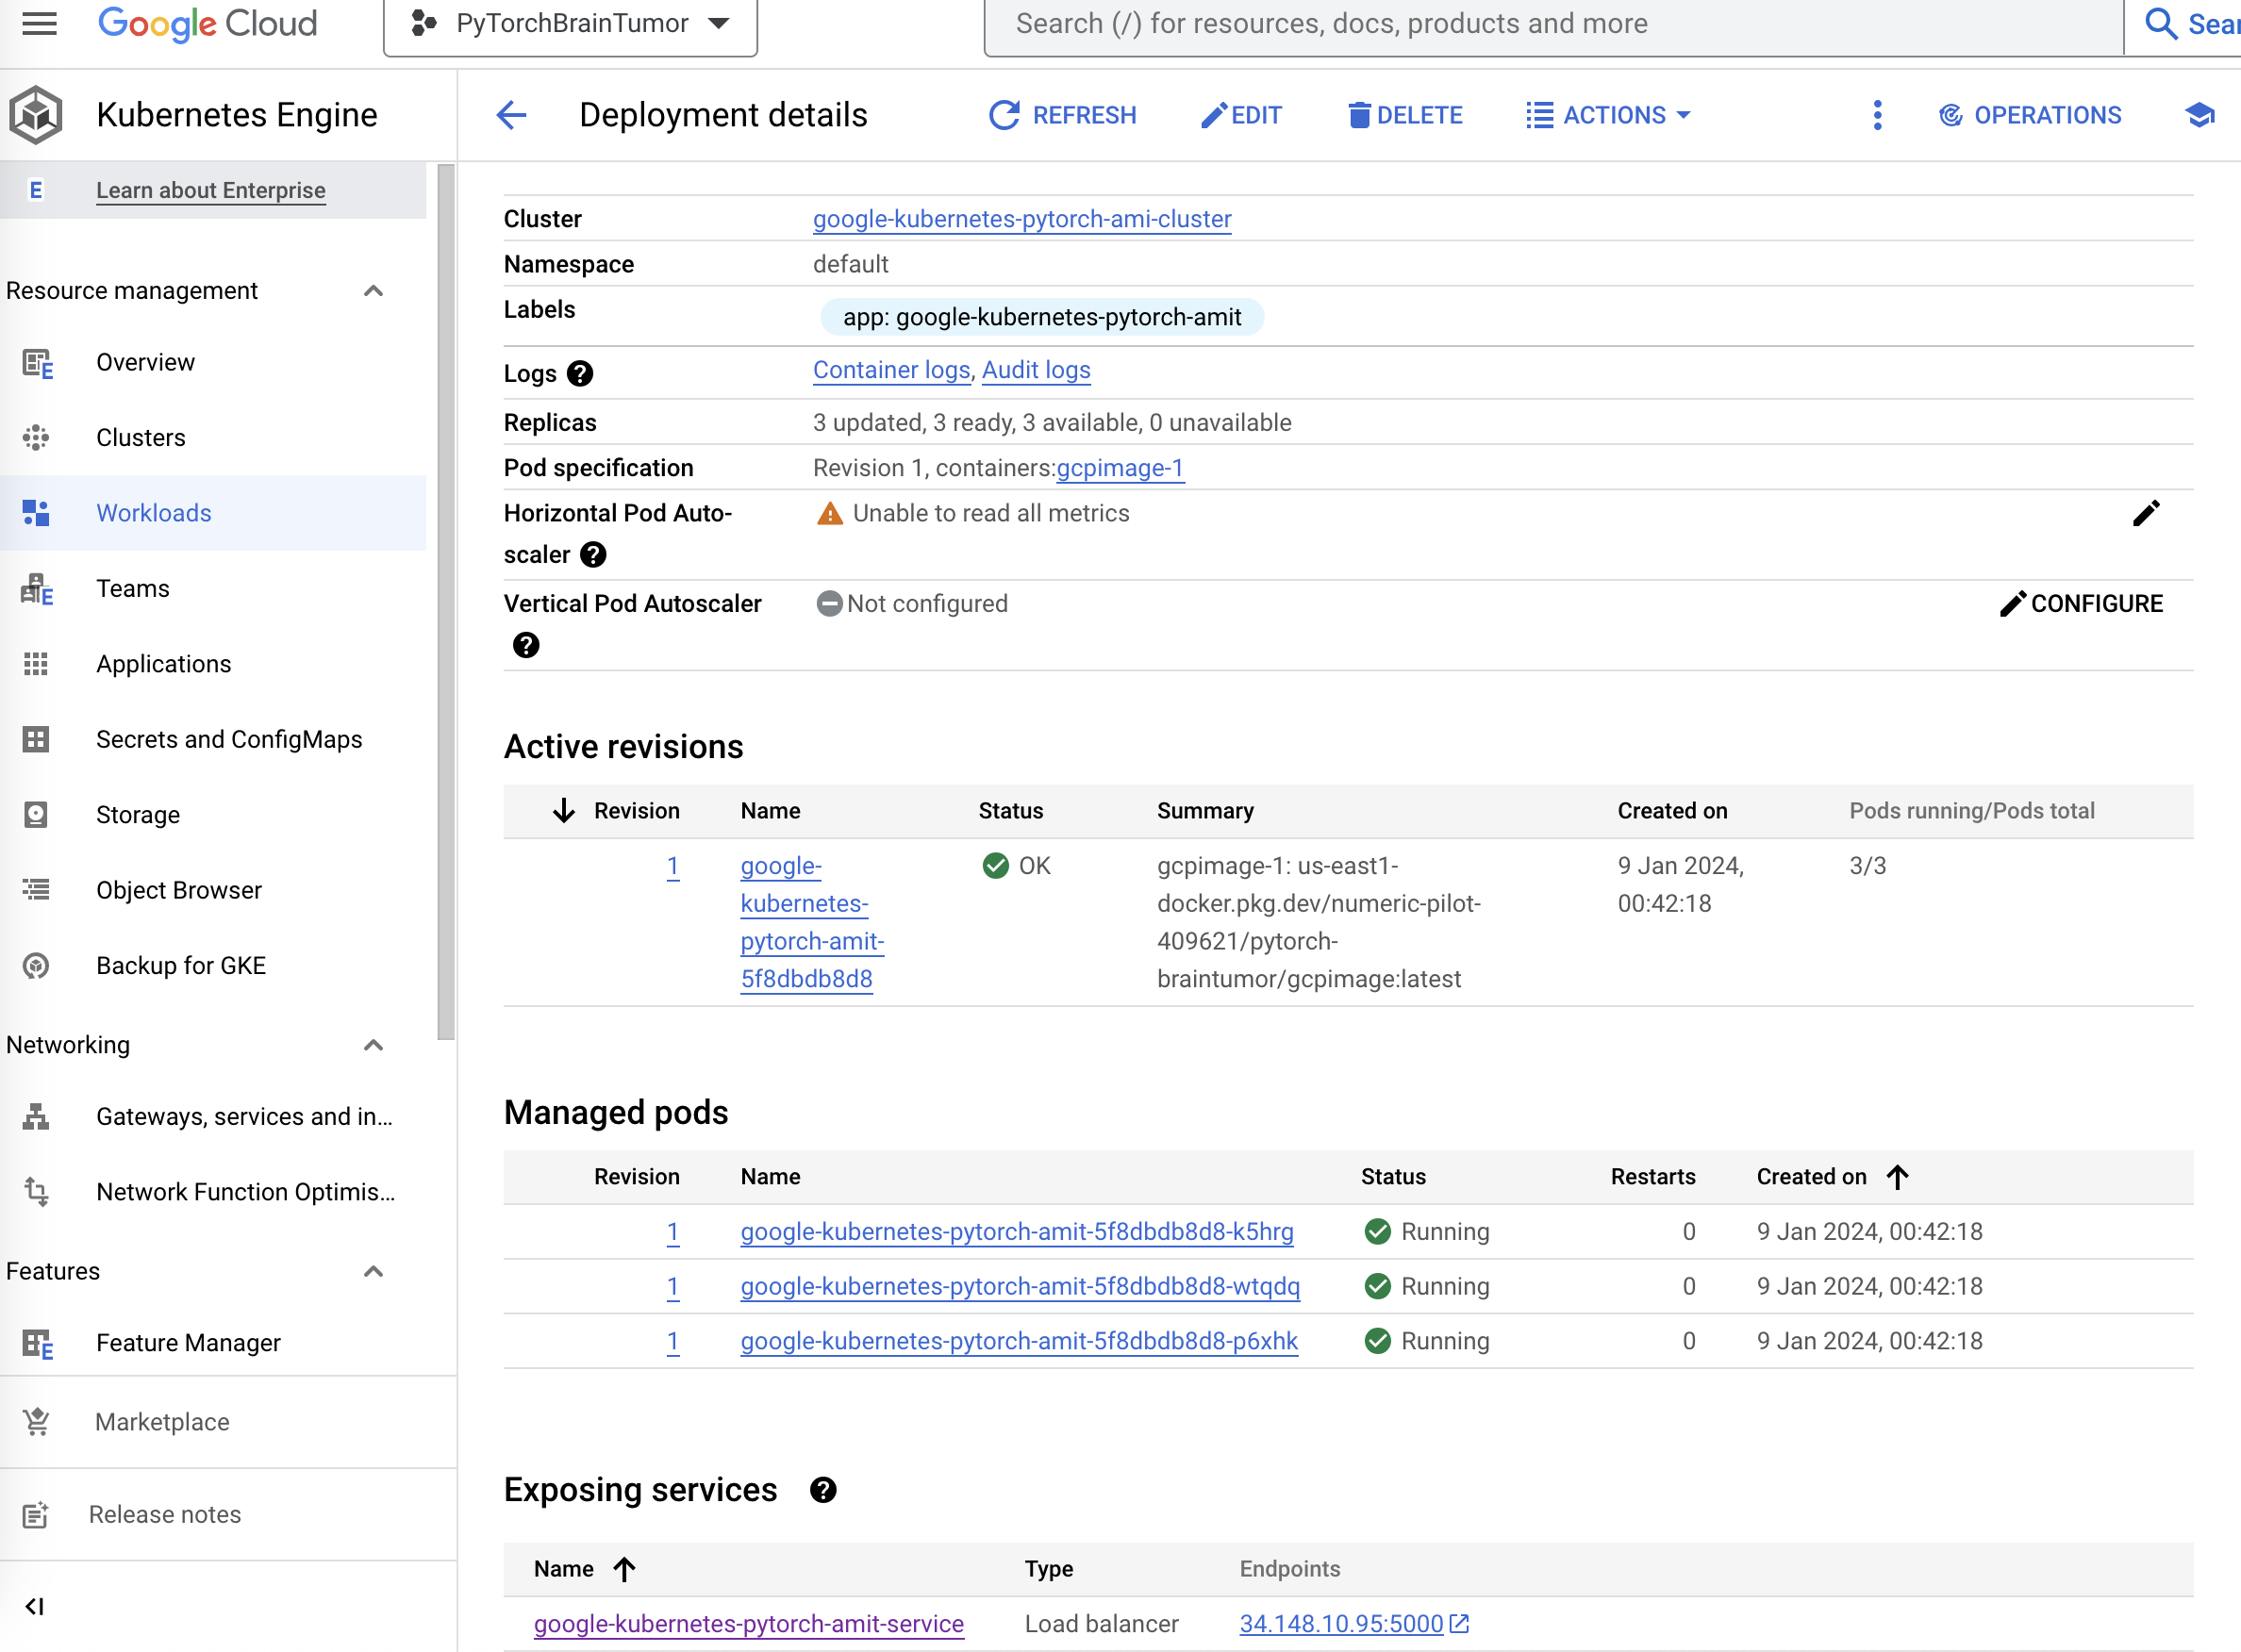 Google Cloud
PyTorchBrainTumor
Search (/) for resources, docs, products and more
Sear
Kubernetes Engine
Deployment details
REFRESH
EDIT
DELETE
ACTIONS
OPERATIONS
E Learn about Enterprise
Resource management
Overview
Clusters
Workloads
Teams
Applications
Secrets and ConfigMaps
Storage
Object Browser
Backup for GKE
Networking
Gateways, services and in...
Network Function Optimis...
Features
Feature Manager
Marketplace
Release notes
Cluster google-kubernetes-pytorch-ami-cluster
Namespace default
Labels app: google-kubernetes-pytorch-amit
Logs Container logs, Audit logs
Replicas 3 updated, 3 ready, 3 available, 0 unavailable
Pod specification Revision 1, containers:gcpimage-1
Horizontal Pod Auto- Unable to read all metrics
scaler
Vertical Pod Autoscaler Not configured CONFIGURE
Active revisions
Revision Name Status Summary Created on Pods running/Pods total
1 google- OK gcpimage-1: us-east1- 9 Jan 2024, 3/3
kubernetes- docker.pkg.dev/numeric-pilot- 00:42:18
pytorch-amit- 409621/pytorch-
5f8dbdb8d8 braintumor/gcpimage:latest
Managed pods
Revision Name Status Restarts Created on
1 google-kubernetes-pytorch-amit-5f8dbdb8d8-k5hrg Running 0 9 Jan 2024, 00:42:18
1 google-kubernetes-pytorch-amit-5f8dbdb8d8-wtqdq Running 0 9 Jan 2024, 00:42:18
1 google-kubernetes-pytorch-amit-5f8dbdb8d8-p6xhk Running 0 9 Jan 2024, 00:42:18
Exposing services
Name Type Endpoints
google-kubernetes-pytorch-amit-service Load balancer 34.148.10.95:5000